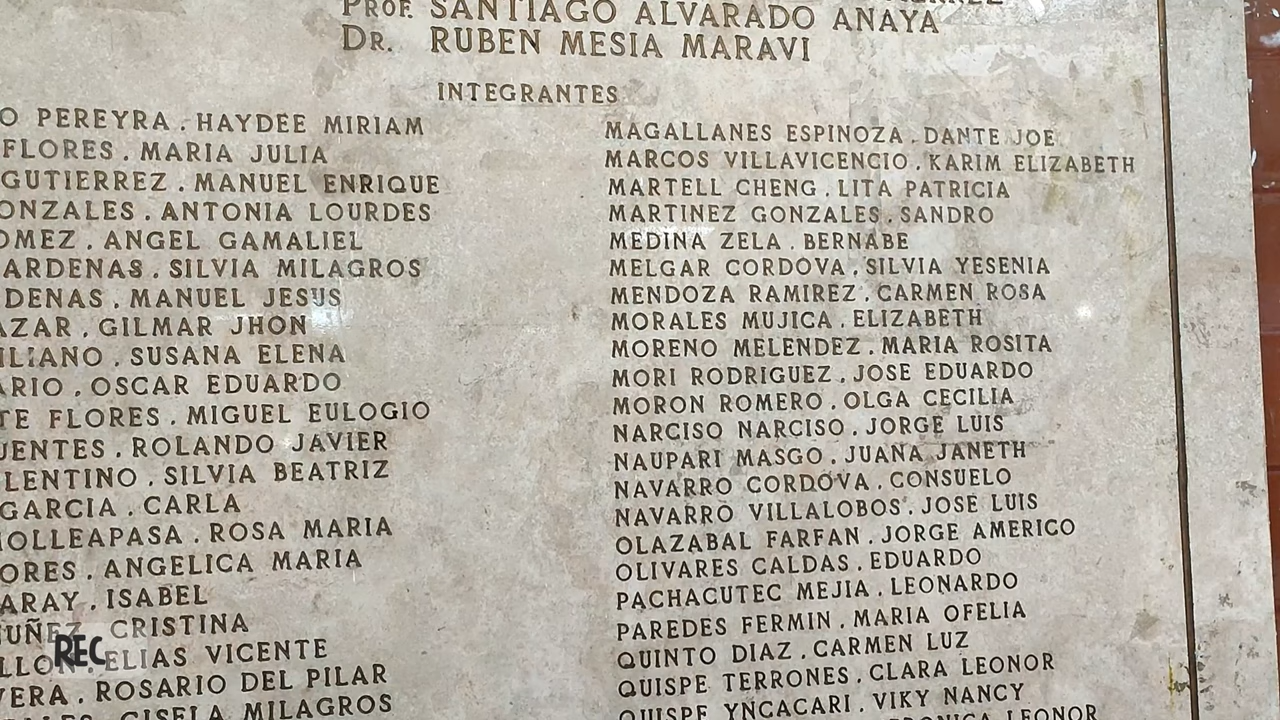 PROF. SANTIAGO ALVARADO ANAYA
DR. RUBEN MESIA MARAVI
INTEGRANTES
O PEREYRA . HAYDEE MIRIAM
FLORES . MARIA JULIA
GUTIERREZ . MANUEL ENRIQUE
ONZALES . ANTONIA LOURDES
OMEZ . ANGEL GAMALIEL
ARDENAS . SILVIA MILAGROS
DENAS . MANUEL JESUS
AZAR . GILMAR JHON
ILIANO . SUSANA ELENA
ARIO . OSCAR EDUARDO
TE FLORES . MIGUEL EULOGIO
UENTES . ROLANDO JAVIER
LENTINO . SILVIA BEATRIZ
GARCIA . CARLA
OLLEAPASA . ROSA MARIA
ORES . ANGELICA MARIA
ARAY . ISABEL
CRISTINA
ELIAS VICENTE
VERA . ROSARIO DEL PILAR
GISELA MILAGROS
MAGALLANES ESPINOZA . DANTE JOE
MARCOS VILLAVICENCIO . KARIM ELIZABETH
MARTELL CHENG . LITA PATRICIA
MARTINEZ GONZALES . SANDRO
MEDINA ZELA . BERNABE
MELGAR CORDOVA . SILVIA YESENIA
MENDOZA RAMIREZ . CARMEN ROSA
MORALES MUJICA . ELIZABETH
MORENO MELENDEZ . MARIA ROSITA
MORI RODRIGUEZ . JOSE EDUARDO
MORON ROMERO . OLGA CECILIA
NARCISO NARCISO . JORGE LUIS
NAUPARI MASGO . JUANA JANETH
NAVARRO CORDOVA . CONSUELO
NAVARRO VILLALOBOS . JOSE LUIS
OLAZABAL FARFAN . JORGE AMERICO
OLIVARES CALDAS . EDUARDO
PACHACUTEC MEJIA . LEONARDO
PAREDES FERMIN . MARIA OFELIA
QUINTO DIAZ . CARMEN LUZ
QUISPE TERRONES . CLARA LEONOR
QUISPE YNCACARI . VIKY NANCY
LEONOR
REC